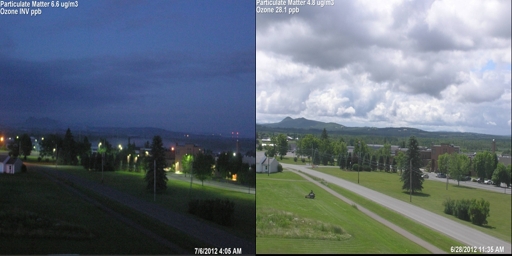 Particulate Matter 6.6 ug/m3
Ozone INV ppb
7/6/2012 4:05 AM
Particulate Matter 4.8 ug/m3
Ozone 28.1 ppb
6/28/2012 11:35 AM